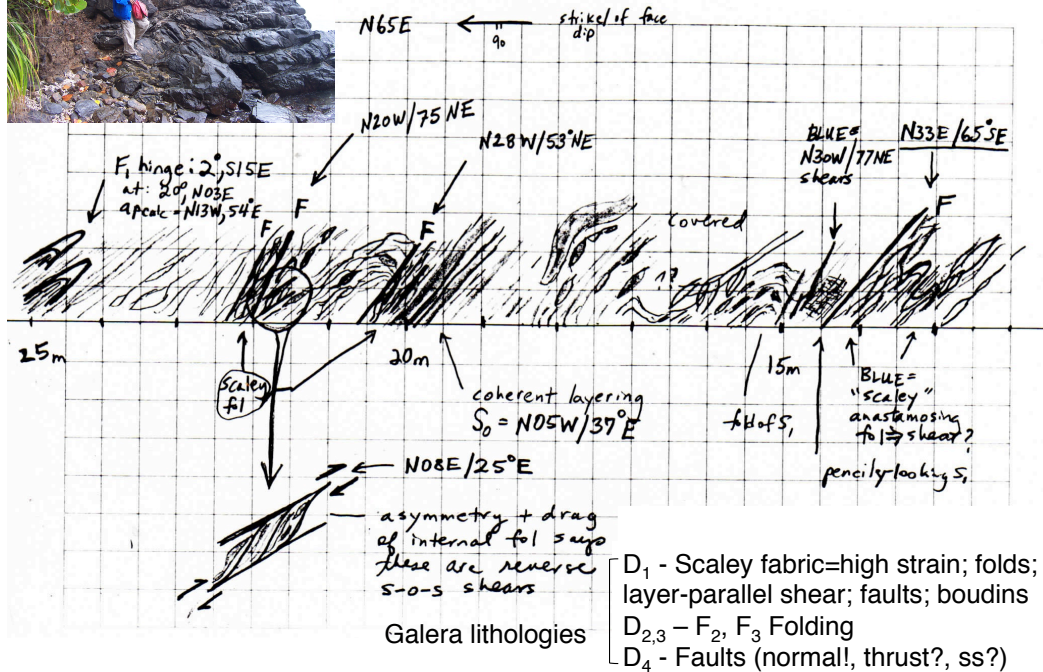 N65E ← strike/of face
90 dip
N20W/75NE
N28°W/53°NE
BLUE=
N30W/77NE
shears
N33E/65°SE
F₁ hinge: 2°, S15E
at: 20°, N03E
apeak=N13W, 54°E
F
F
F
F
covered
25m
20m
15m
scaley
fol
coherent layering
S₀ = N05W/37°E
fold of S₁
BLUE=
"scaley"
anastamosing
fol ⇒ shear?
pencily-looking S₁
N08E/25°E
asymmetry + drag
of internal fol says
these are reverse
s-o-s shears
Galera lithologies
D₁ - Scaley fabric=high strain; folds;
layer-parallel shear; faults; boudins
D₂,₃ – F₂, F₃ Folding
D₄ - Faults (normal!, thrust?, ss?)